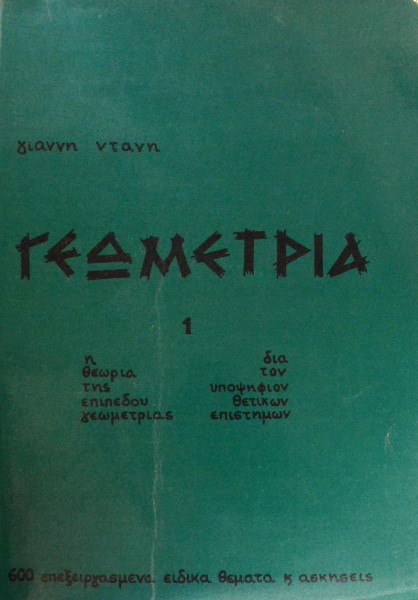 γιαννη ντανη
ΓΕΩΜΕΤΡΙΑ
1
η
θεωρια
της
επιπεδου
γεωμετριας
δια
τον
υποψηφιον
θετικων
επιστημων
600 επεξειργασμενα ειδικα θεματα κ ασκησεις